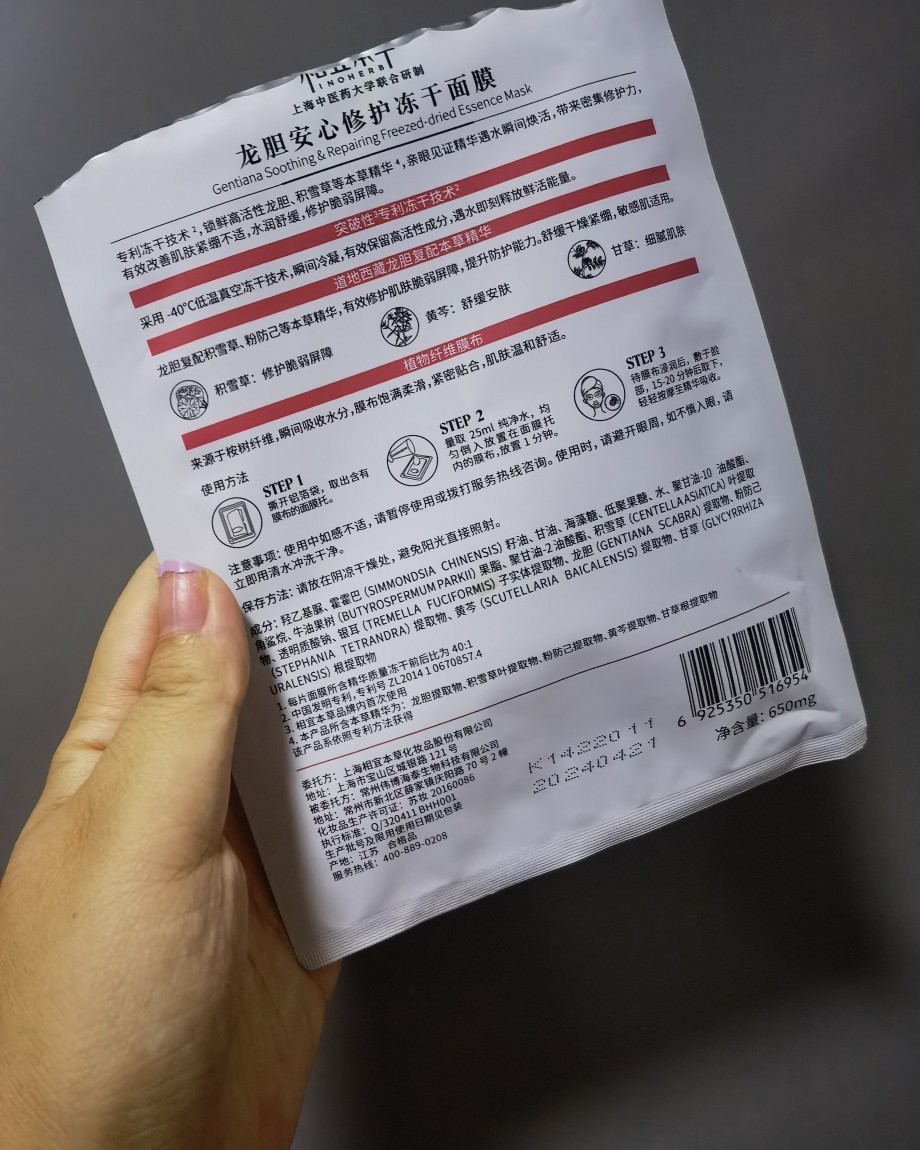 INOHERB
上海中医药大学联合研制
龙胆安心修护冻干面膜
Gentiana Soothing & Repairing Freezed-dried Essence Mask
专利冻干技术²,锁鲜高活性龙胆、积雪草等本草精华⁴,亲眼见证精华遇水瞬间焕活,带来密集修护力,
有效改善肌肤紧绷不适,水润舒缓,修护脆弱屏障。
突破性³专利冻干技术²
采用 -40°C低温真空冻干技术,瞬间冷凝,有效保留高活性成分,遇水即刻释放鲜活能量。
道地西藏龙胆复配本草精华
龙胆复配积雪草、粉防己等本草精华,有效修护肌肤脆弱屏障,提升防护能力。舒缓干燥紧绷,敏感肌适用。
积雪草：修护脆弱屏障
黄芩：舒缓安肤
甘草：细腻肌肤
植物纤维膜布
来源于桉树纤维,瞬间吸收水分,膜布饱满柔滑,紧密贴合,肌肤温和舒适。
使用方法
STEP 1
撕开铝箔袋，取出含有
膜布的面膜托。
STEP 2
量取 25ml 纯净水，均
匀倒入放置在面膜托
内的膜布,放置 1 分钟。
STEP 3
待膜布浸润后，敷于脸
部，15-20 分钟后取下，
轻轻按摩至精华吸收。
注意事项：使用中如感不适，请暂停使用或拨打服务热线咨询。使用时，请避开眼周，如不慎入眼，请
立即用清水冲洗干净。
保存方法：请放在阴凉干燥处，避免阳光直接照射。
成分：羟乙基脲、霍霍巴 (SIMMONDSIA CHINENSIS) 籽油、甘油、海藻糖、低聚果糖、水、聚甘油-10 油酸酯、
角鲨烷、牛油果树 (BUTYROSPERMUM PARKII) 果脂、聚甘油-2 油酸酯、积雪草 (CENTELLA ASIATICA) 叶提取
物、透明质酸钠、银耳 (TREMELLA FUCIFORMIS) 子实体提取物、龙胆 (GENTIANA SCABRA) 提取物、粉防己
(STEPHANIA TETRANDRA) 提取物、黄芩 (SCUTELLARIA BAICALENSIS) 提取物、甘草 (GLYCYRRHIZA
URALENSIS) 根提取物
1. 每片面膜所含精华质量冻干前后比为 40:1
2. 中国发明专利，专利号 ZL2014 1 0670857.4
3. 相宜本草品牌内首次使用
4. 本产品所含本草精华为：龙胆提取物、积雪草叶提取物、粉防己提取物、黄芩提取物、甘草根提取物
该产品系依照专利方法获得
委托方：上海相宜本草化妆品股份有限公司
地址：上海市宝山区城银路 121 号
被委托方：常州伟博海泰生物科技有限公司
地址：常州市新北区薛家镇庆阳路 70 号 2 幢
化妆品生产许可证：苏妆 20160086
执行标准：Q/320411 BHH001
生产批号及限用使用日期见包装
产地：江苏 合格品
服务热线：400-889-0208
K1422011
20240421
6 925350 516954
净含量：650mg